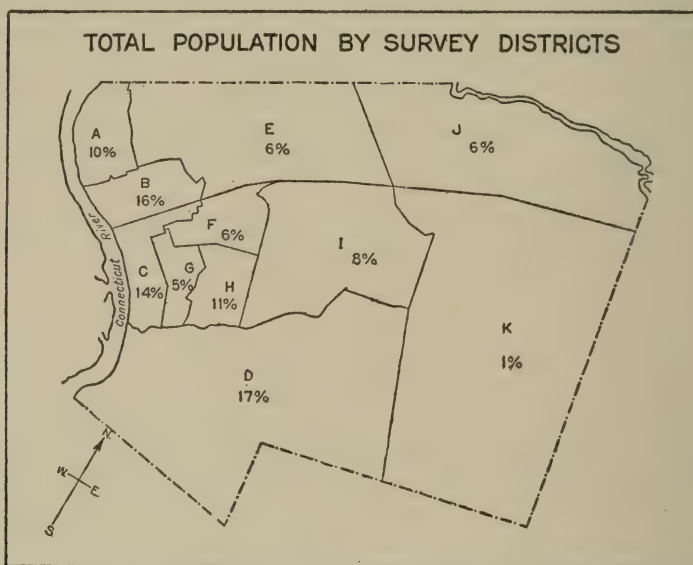 TOTAL POPULATION BY SURVEY DISTRICTS
A
10%
E
6%
J
6%
B
16%
F
6%
I
8%
C
14%
G
5%
H
11%
K
1%
D
17%
Connecticut River
N.
W.
E.
S